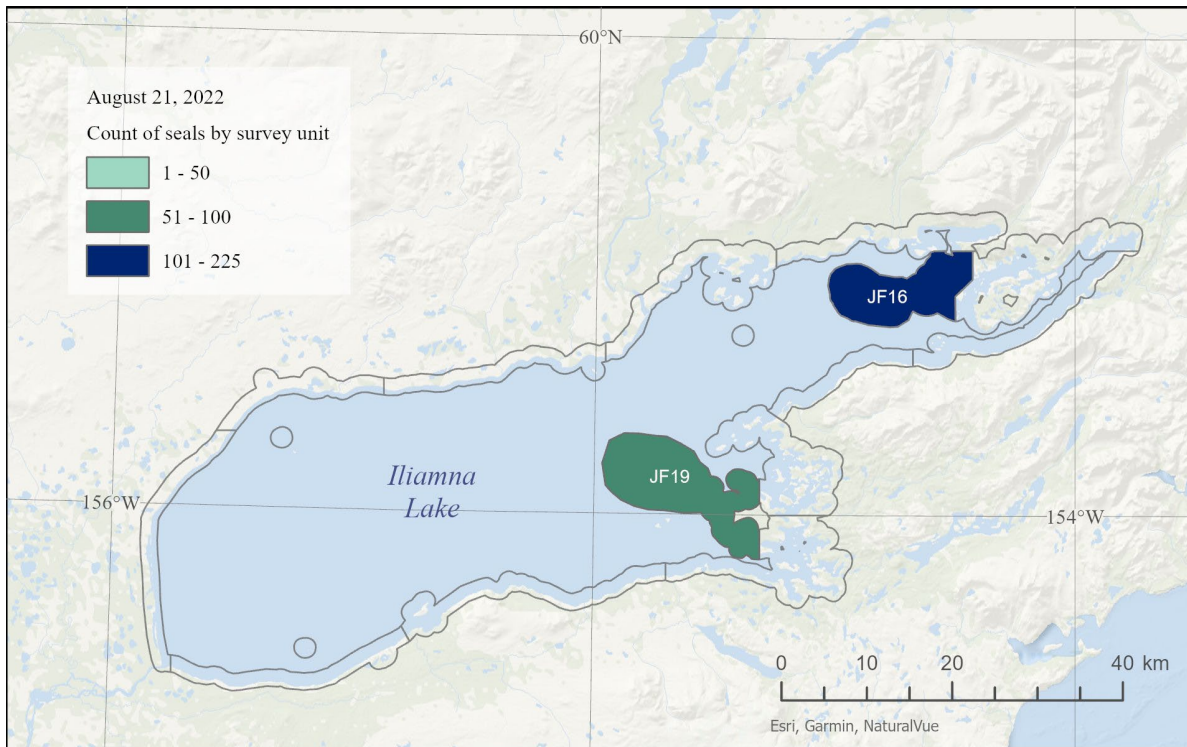 60°N
August 21, 2022
Count of seals by survey unit
1 - 50
51 - 100
101 - 225
JF16
JF19
Iliamna
Lake
156°W
154°W
0 10 20 40 km
Esri, Garmin, NaturalVue